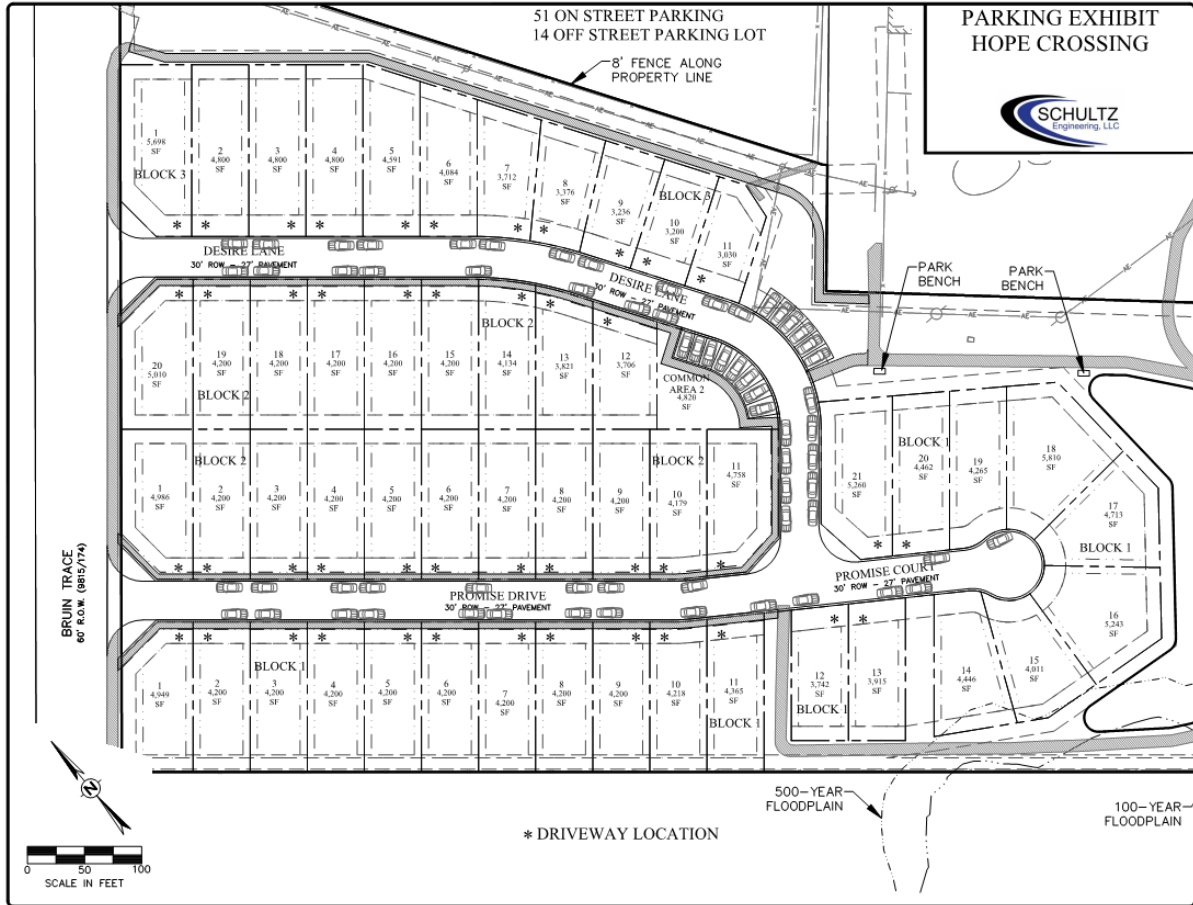 51 ON STREET PARKING
14 OFF STREET PARKING LOT
8' FENCE ALONG
PROPERTY LINE
PARKING EXHIBIT
HOPE CROSSING
SCHULTZ
Engineering, LLC
1
5,698
SF
BLOCK 3
2
4,800
SF
3
4,800
SF
4
4,800
SF
5
4,591
SF
6
4,084
SF
7
3,712
SF
8
3,376
SF
9
3,236
SF
BLOCK 3
10
3,200
SF
11
3,030
SF
DESIRE LANE
30' ROW - 27' PAVEMENT
DESIRE LANE
30' ROW - 27' PAVEMENT
PARK
BENCH
PARK
BENCH
20
5,010
SF
19
4,200
SF
BLOCK 2
18
4,200
SF
17
4,200
SF
16
4,200
SF
15
4,200
SF
BLOCK 2
14
4,134
SF
13
3,821
SF
12
3,706
SF
COMMON
AREA 2
4,820
SF
1
4,986
SF
BLOCK 2
2
4,200
SF
3
4,200
SF
4
4,200
SF
5
4,200
SF
6
4,200
SF
7
4,200
SF
8
4,200
SF
9
4,200
SF
BLOCK 2
10
4,179
SF
11
4,758
SF
21
5,260
SF
BLOCK 1
20
4,462
SF
19
4,265
SF
18
5,810
SF
17
4,713
SF
BLOCK 1
16
5,243
SF
PROMISE COURT
30' ROW - 27' PAVEMENT
PROMISE DRIVE
30' ROW - 27' PAVEMENT
BRUIN TRACE
60' R.O.W. (9815/174)
1
4,949
SF
2
4,200
SF
BLOCK 1
3
4,200
SF
4
4,200
SF
5
4,200
SF
6
4,200
SF
7
4,200
SF
8
4,200
SF
9
4,200
SF
10
4,218
SF
11
4,365
SF
BLOCK 1
12
3,742
SF
BLOCK 1
13
3,915
SF
14
4,446
SF
15
4,011
SF
N
500-YEAR
FLOODPLAIN
100-YEAR
FLOODPLAIN
* DRIVEWAY LOCATION
0 50 100
SCALE IN FEET